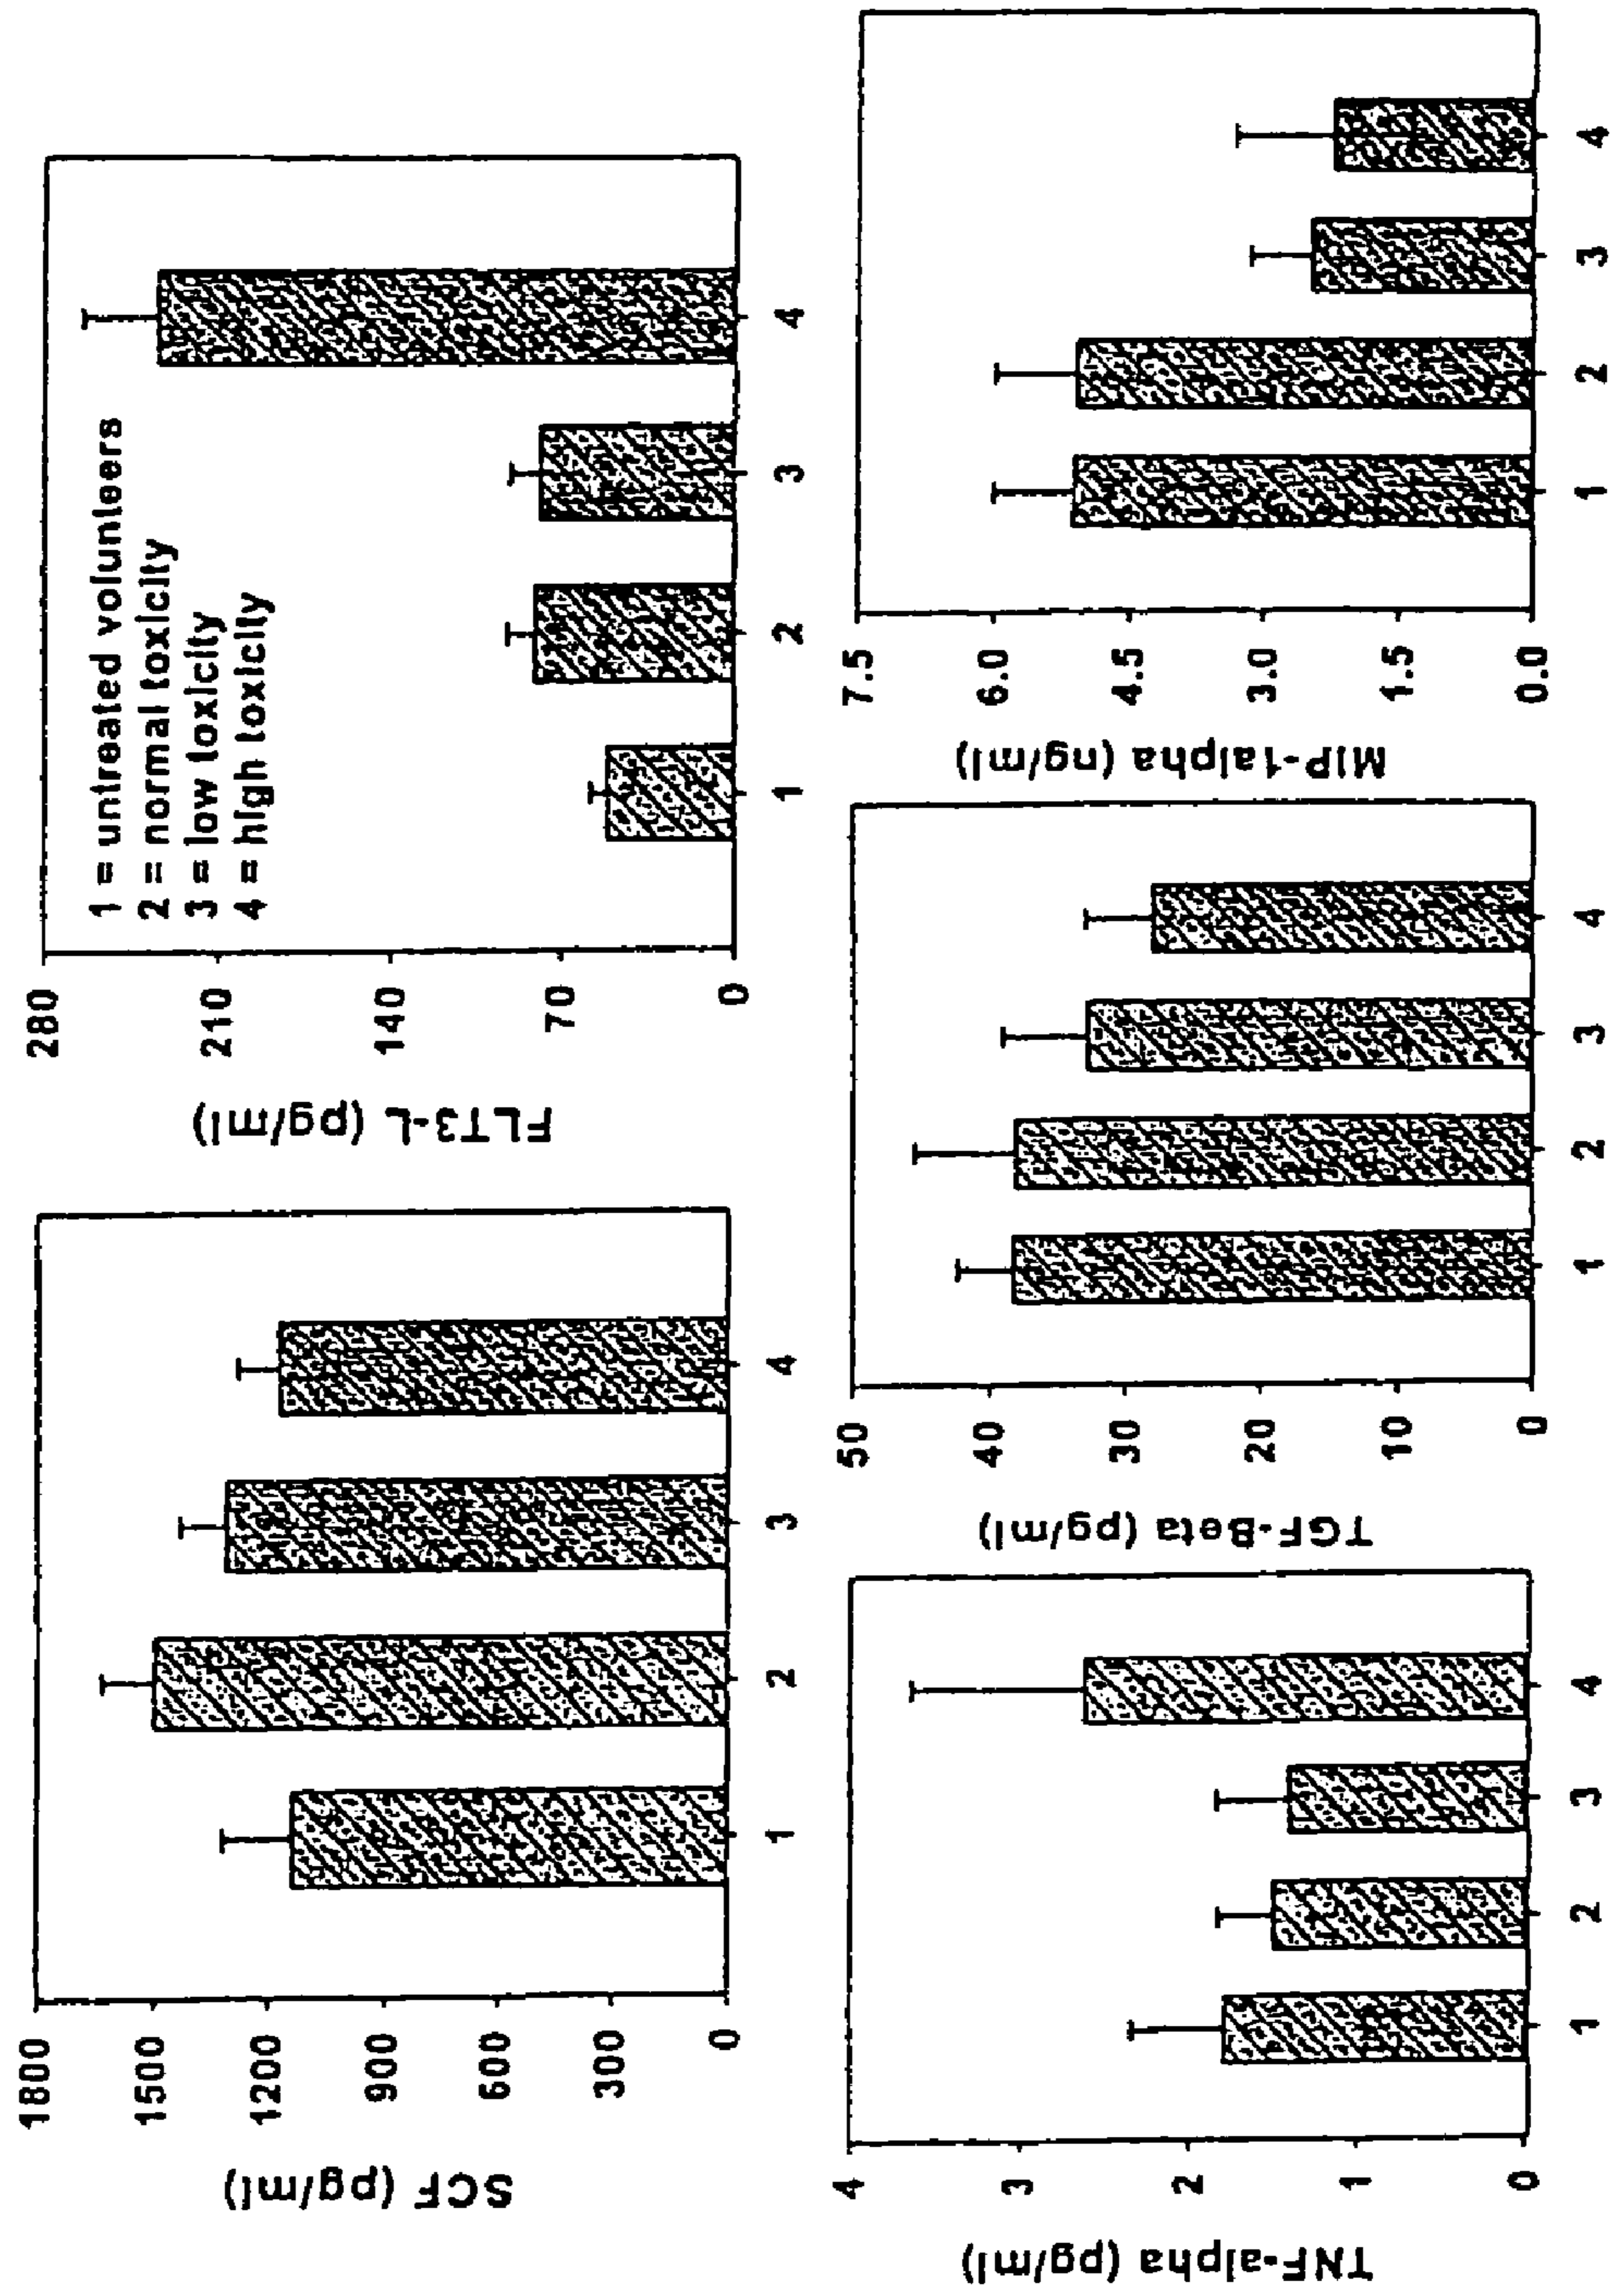 SCF (pg/ml)
1800
1500
1200
900
600
300
0
1 2 3 4
FLT3-L (pg/ml)
280
210
140
70
0
1 = untreated volunteers
2 = normal toxicity
3 = low toxicity
4 = high toxicity
1 2 3 4
TNF-alpha (pg/ml)
4
3
2
1
0
1 2 3 4
TGF-Beta (pg/ml)
50
40
30
20
10
0
1 2 3 4
MIP-1alpha (ng/ml)
7.5
6.0
4.5
3.0
1.5
0.0
1 2 3 4